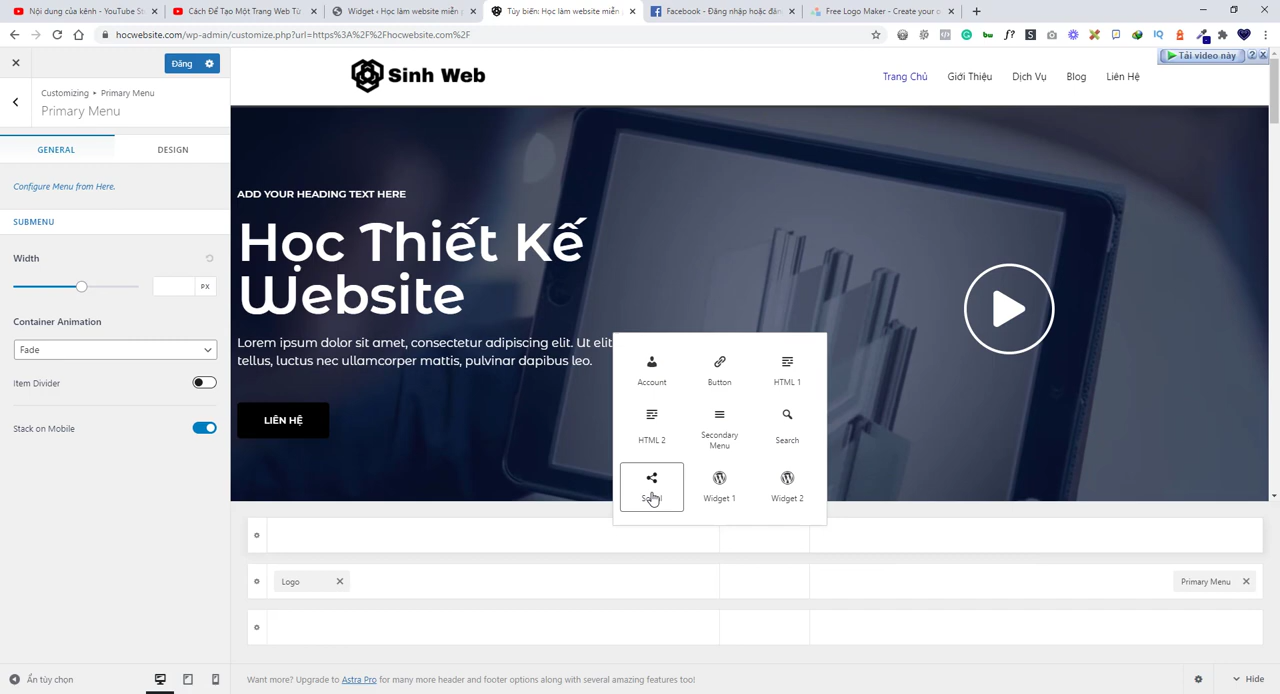 Nội dung của kênh - YouTube St
Cách Để Tạo Một Trang Web Từ
Widget ‹ Học làm website miễn p
Tùy biến: Học làm website miễn
Facebook - Đăng nhập hoặc đăn
Free Logo Maker - Create your o
hocwebsite.com/wp-admin/customize.php?url=https%3A%2F%2Fhocwebsite.com%2F
Tải video này
Đăng
Customizing ▸ Primary Menu
Primary Menu
GENERAL
DESIGN
Configure Menu from Here.
SUBMENU
Width
PX
Container Animation
Fade
Item Divider
Stack on Mobile
Ẩn tùy chọn
Sinh Web
Trang Chủ
Giới Thiệu
Dịch Vụ
Blog
Liên Hệ
ADD YOUR HEADING TEXT HERE
Học Thiết Kế
Website
Lorem ipsum dolor sit amet, consectetur adipiscing elit. Ut elit
tellus, luctus nec ullamcorper mattis, pulvinar dapibus leo.
LIÊN HỆ
Account
Button
HTML 1
HTML 2
Secondary
Menu
Search
Widget 1
Widget 2
Logo
Primary Menu
Want more? Upgrade to Astra Pro for many more header and footer options along with several amazing features too!
Hide